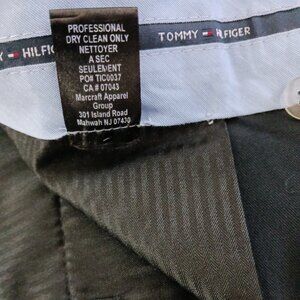 PROFESSIONAL
DRY CLEAN ONLY
NETTOYER
A SEC
SEULEMENT
PO# TIC0037
CA # 07043
Marcraft Apparel
Group
301 Island Road
Mahwah NJ 07430
HILFIGER
TOMMY HILFIGER